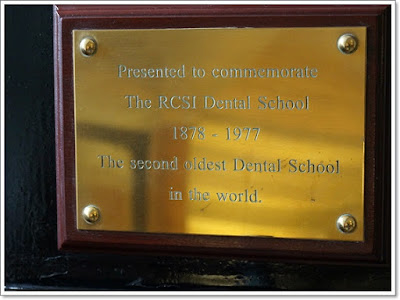 Presented to commemorate
The RCSI Dental School
1878 - 1977
The second oldest Dental School
in the world.